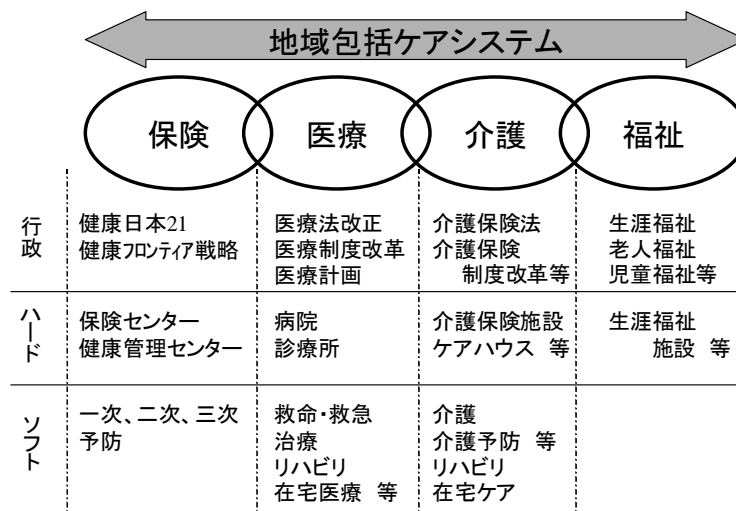 地域包括ケアシステム
保険
医療
介護
福祉
行政
健康日本21
健康フロンティア戦略
医療法改正
医療制度改革
医療計画
介護保険法
介護保険
制度改革等
生涯福祉
老人福祉
児童福祉等
ハード
保険センター
健康管理センター
病院
診療所
介護保険施設
ケアハウス 等
生涯福祉
施設 等
ソフト
一次、二次、三次
予防
救命・救急
治療
リハビリ
在宅医療 等
介護
介護予防 等
リハビリ
在宅ケア